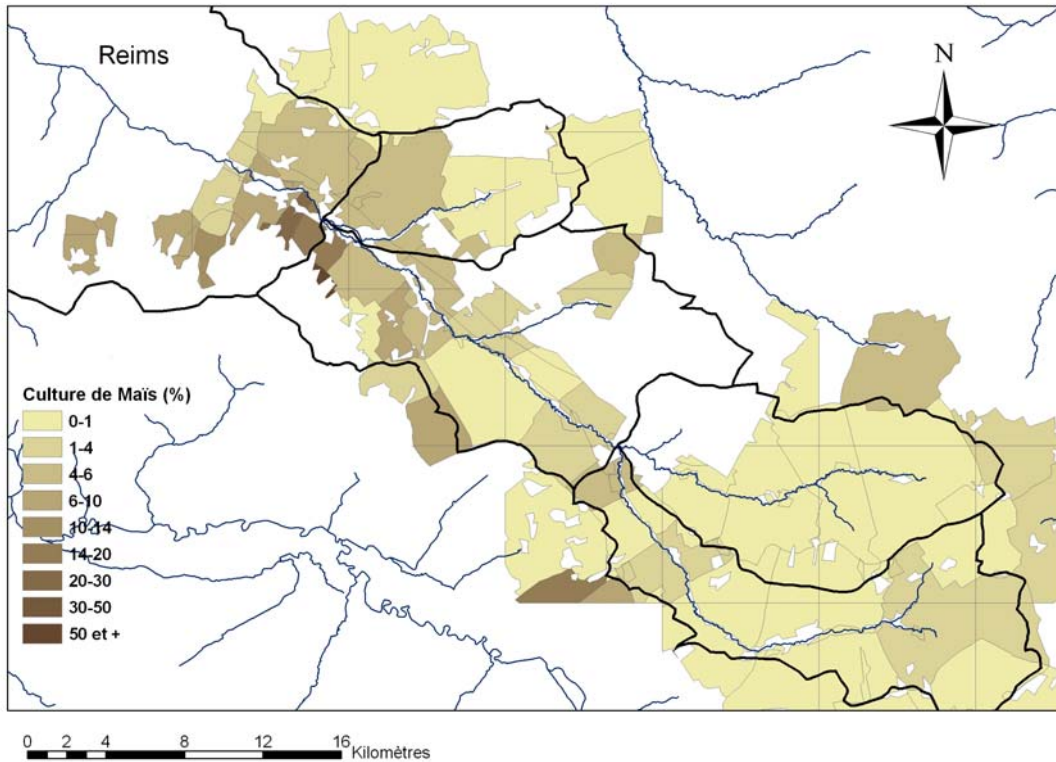 Reims
N
Culture de Maïs (%)
0-1
1-4
4-6
6-10
10-14
14-20
20-30
30-50
50 et +
0 2 4 8 12 16
Kilomètres